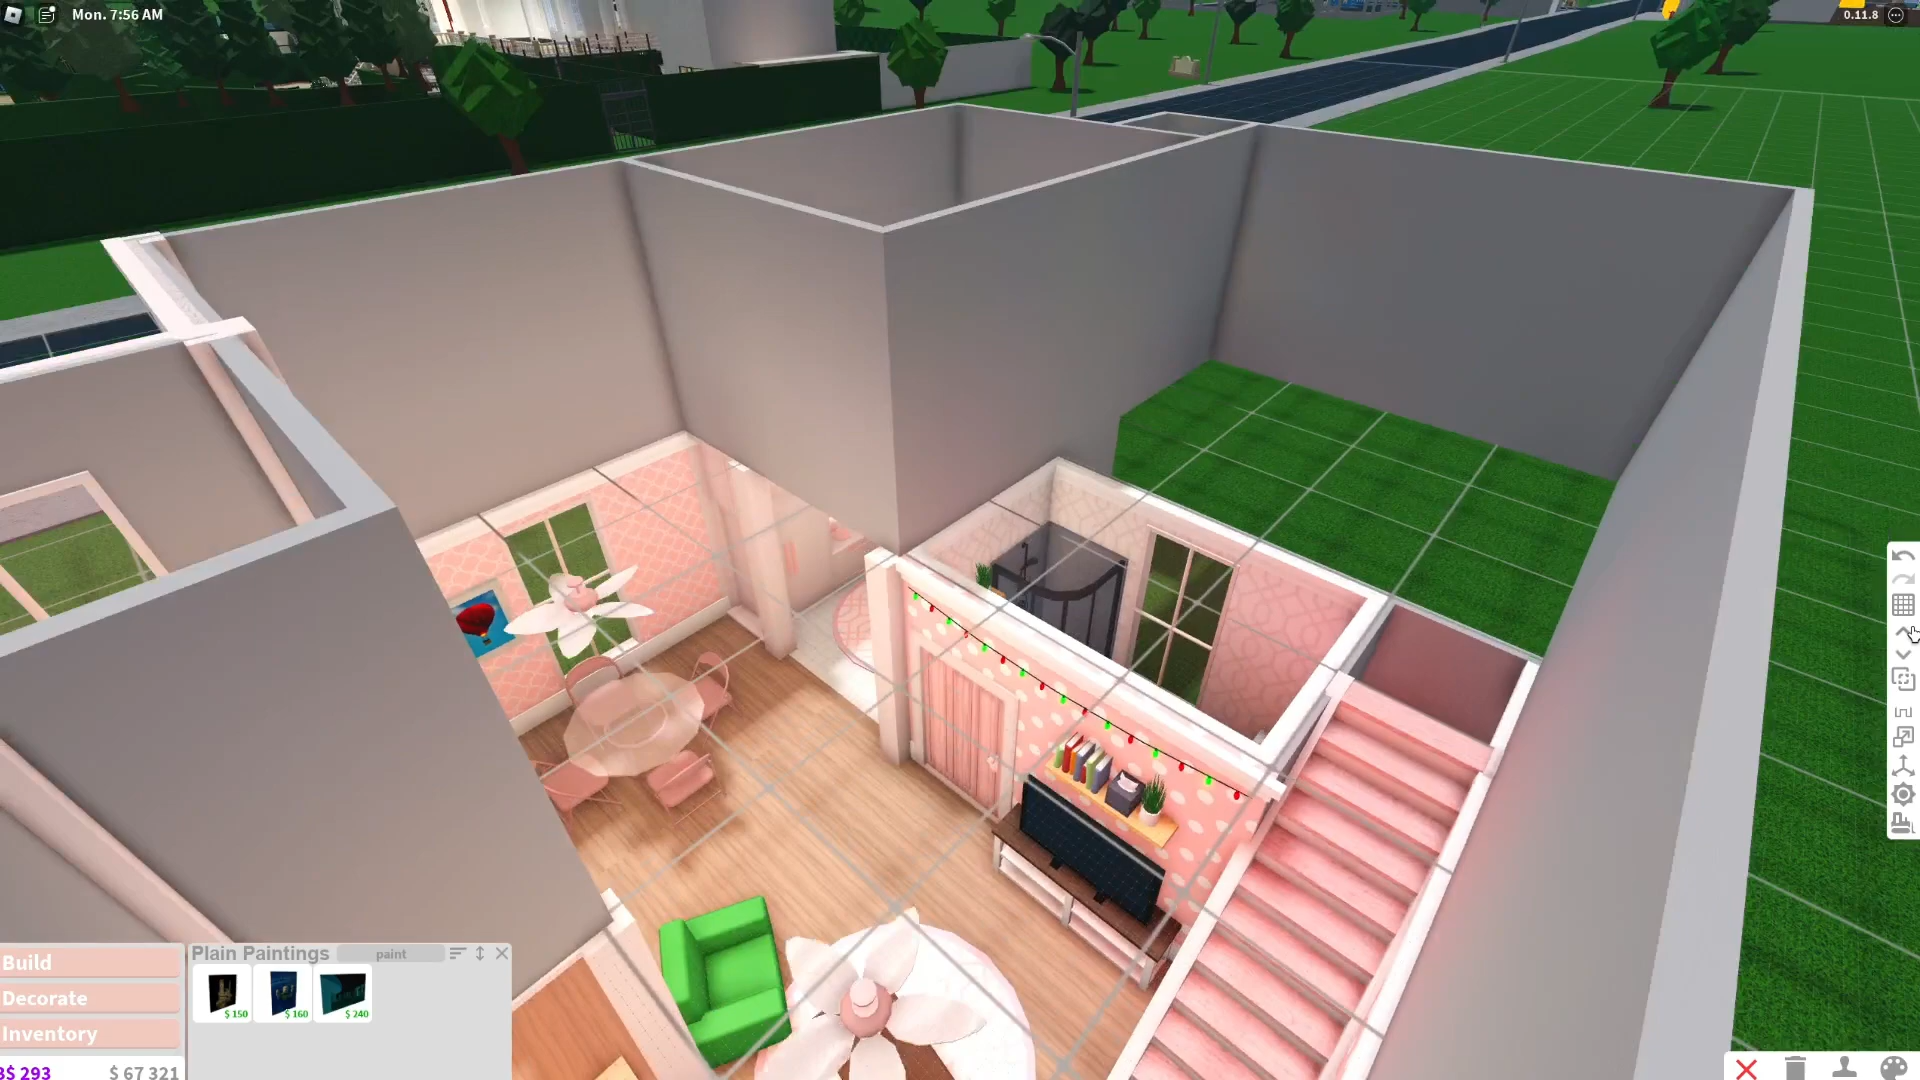 Mon. 7:56 AM
0.11.8
Build
Decorate
Inventory
B$ 293
$ 67 321
Plain Paintings
paint
$ 150
$ 160
$ 240